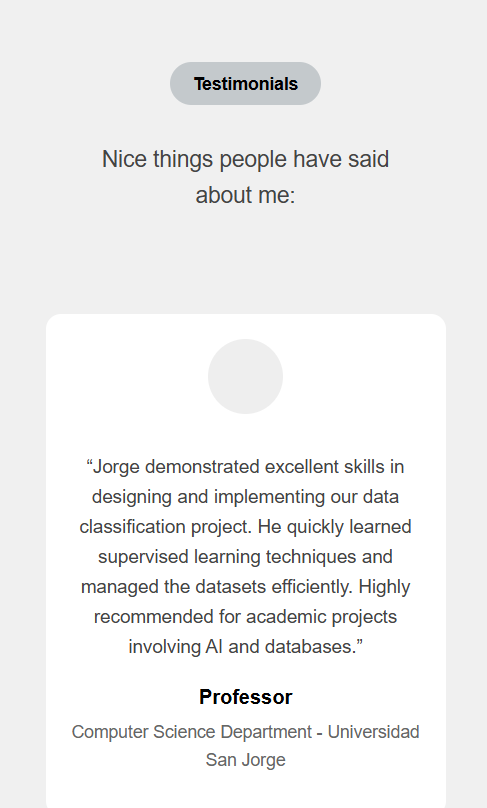 Testimonials
Nice things people have said
about me:
“Jorge demonstrated excellent skills in
designing and implementing our data
classification project. He quickly learned
supervised learning techniques and
managed the datasets efficiently. Highly
recommended for academic projects
involving AI and databases.”
Professor
Computer Science Department - Universidad
San Jorge